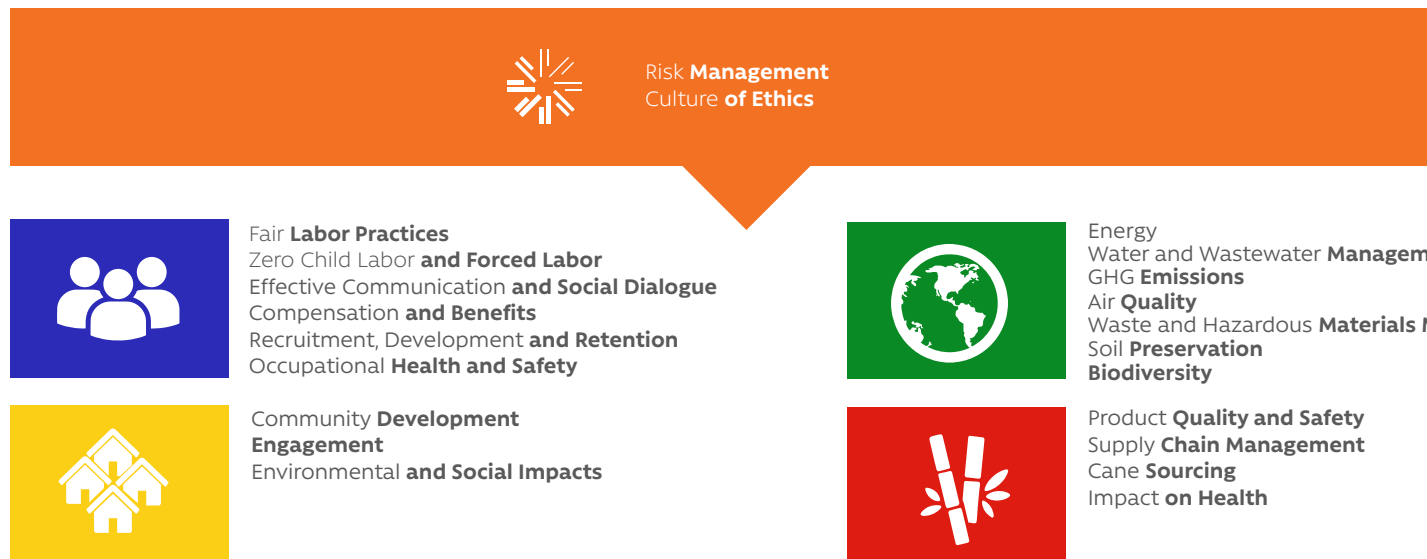 Risk Management
Culture of Ethics
Fair Labor Practices
Zero Child Labor and Forced Labor
Effective Communication and Social Dialogue
Compensation and Benefits
Recruitment, Development and Retention
Occupational Health and Safety
Community Development
Engagement
Environmental and Social Impacts
Energy
Water and Wastewater Managem
GHG Emissions
Air Quality
Waste and Hazardous Materials M
Soil Preservation
Biodiversity
Product Quality and Safety
Supply Chain Management
Cane Sourcing
Impact on Health